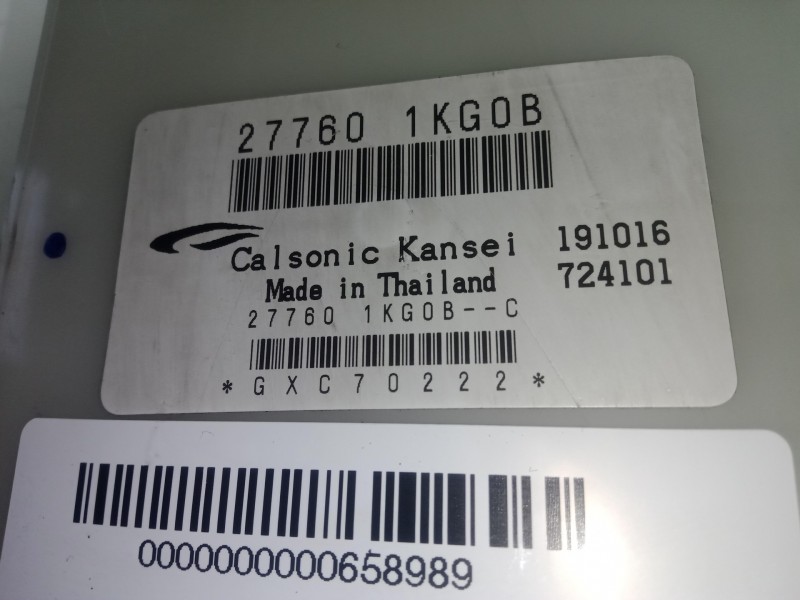 27760 1KG0B
Calsonic Kansei 191016
Made in Thailand 724101
27760 1KG0B--C
*GXC70222*
0000000000658989